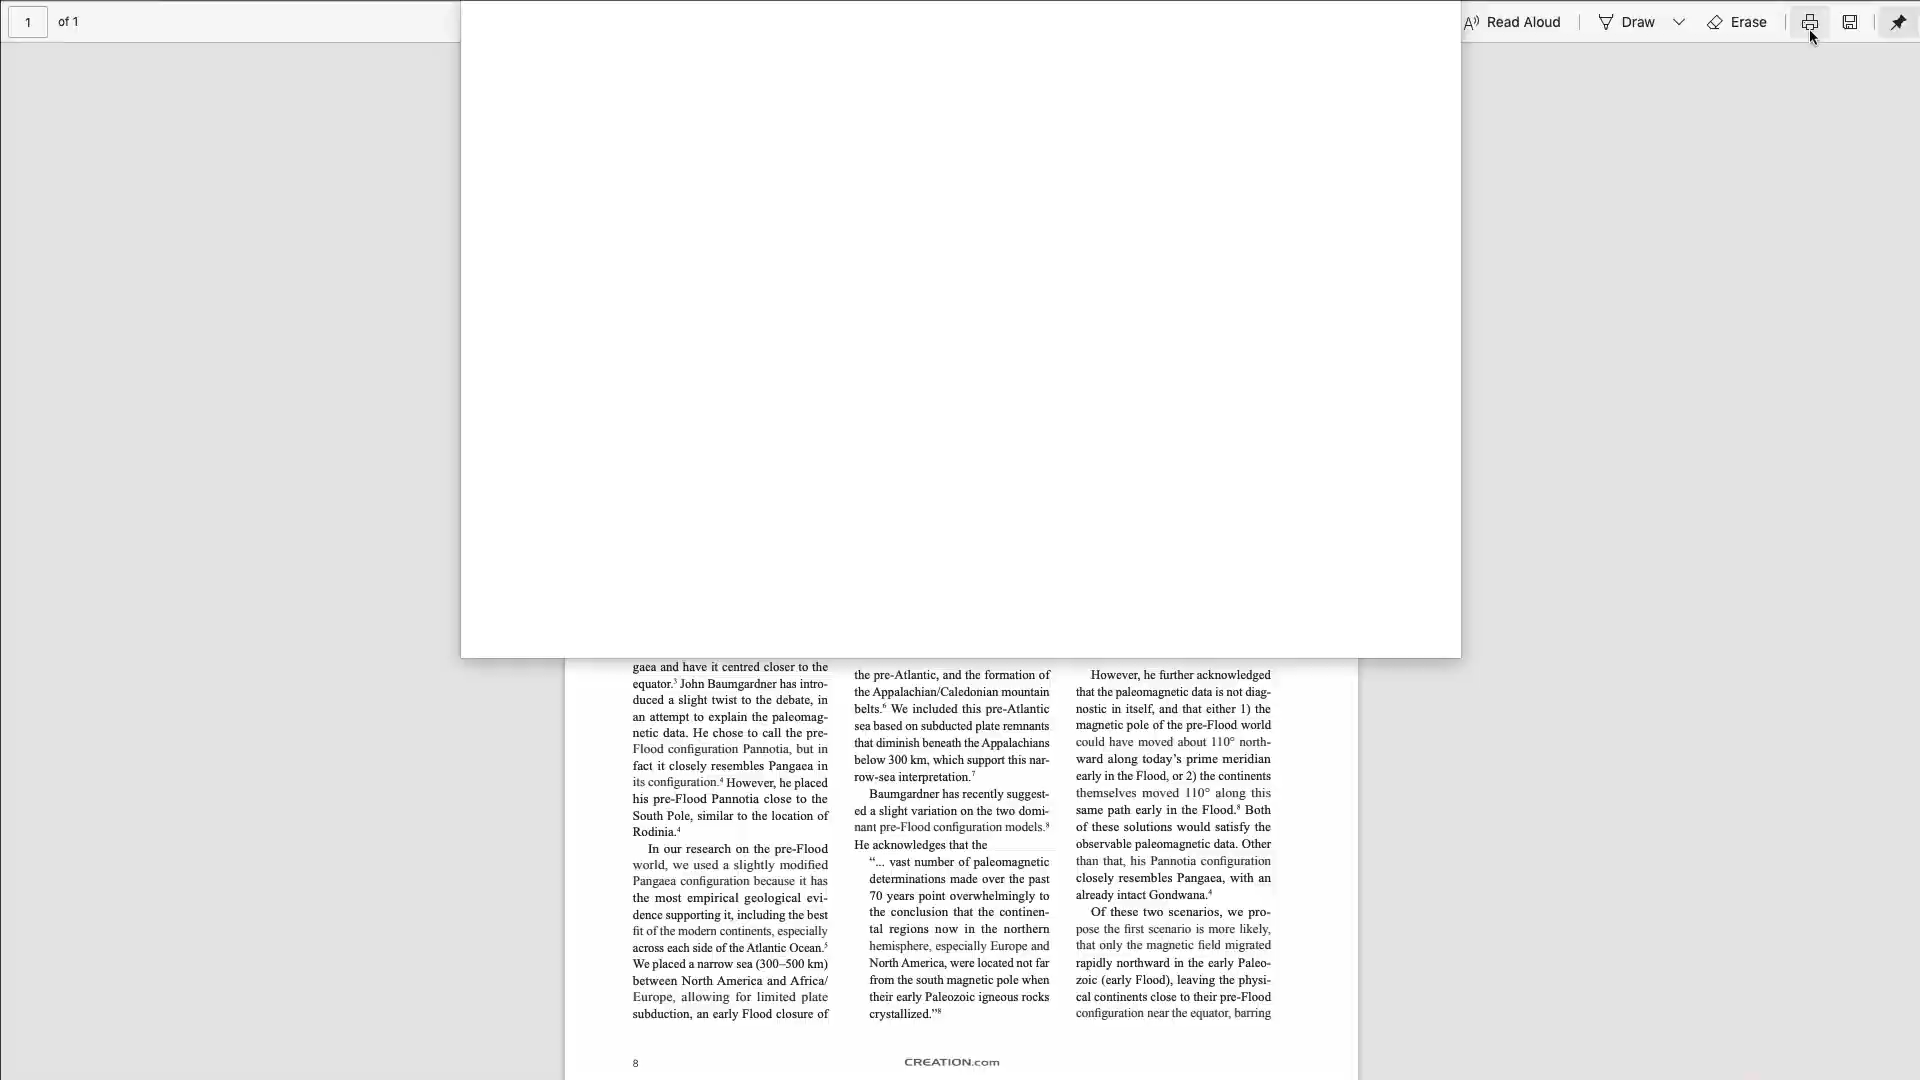 1
of 1
Read Aloud
Draw
Erase
gaea and have it centred closer to the
equator.³ John Baumgardner has intro-
duced a slight twist to the debate, in
an attempt to explain the paleomag-
netic data. He chose to call the pre-
Flood configuration Pannotia, but in
fact it closely resembles Pangaea in
its configuration.⁴ However, he placed
his pre-Flood Pannotia close to the
South Pole, similar to the location of
Rodinia.⁴
In our research on the pre-Flood
world, we used a slightly modified
Pangaea configuration because it has
the most empirical geological evi-
dence supporting it, including the best
fit of the modern continents, especially
across each side of the Atlantic Ocean.⁵
We placed a narrow sea (300–500 km)
between North America and Africa/
Europe, allowing for limited plate
subduction, an early Flood closure of
the pre-Atlantic, and the formation of
the Appalachian/Caledonian mountain
belts.⁶ We included this pre-Atlantic
sea based on subducted plate remnants
that diminish beneath the Appalachians
below 300 km, which support this nar-
row-sea interpretation.⁷
Baumgardner has recently suggest-
ed a slight variation on the two domi-
nant pre-Flood configuration models.⁸
He acknowledges that the
“... vast number of paleomagnetic
determinations made over the past
70 years point overwhelmingly to
the conclusion that the continen-
tal regions now in the northern
hemisphere, especially Europe and
North America, were located not far
from the south magnetic pole when
their early Paleozoic igneous rocks
crystallized.”⁸
However, he further acknowledged
that the paleomagnetic data is not diag-
nostic in itself, and that either 1) the
magnetic pole of the pre-Flood world
could have moved about 110° north-
ward along today’s prime meridian
early in the Flood, or 2) the continents
themselves moved 110° along this
same path early in the Flood.⁸ Both
of these solutions would satisfy the
observable paleomagnetic data. Other
than that, his Pannotia configuration
closely resembles Pangaea, with an
already intact Gondwana.⁴
Of these two scenarios, we pro-
pose the first scenario is more likely,
that only the magnetic field migrated
rapidly northward in the early Paleo-
zoic (early Flood), leaving the physi-
cal continents close to their pre-Flood
configuration near the equator, barring
8
CREATION.com